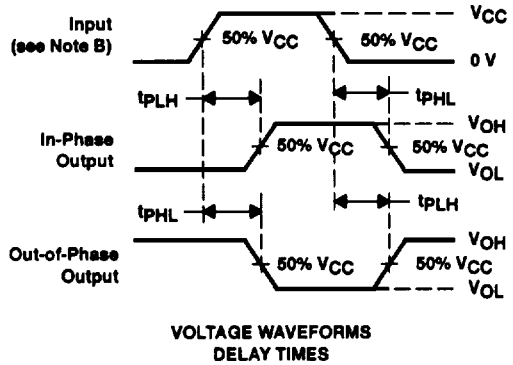 Input
(see Note B)
50% VCC
50% VCC
VCC
0 V
tPLH
tPHL
In-Phase
Output
50% VCC
50% VCC
VOH
VOL
tPHL
tPLH
Out-of-Phase
Output
50% VCC
50% VCC
VOH
VOL
VOLTAGE WAVEFORMS
DELAY TIMES